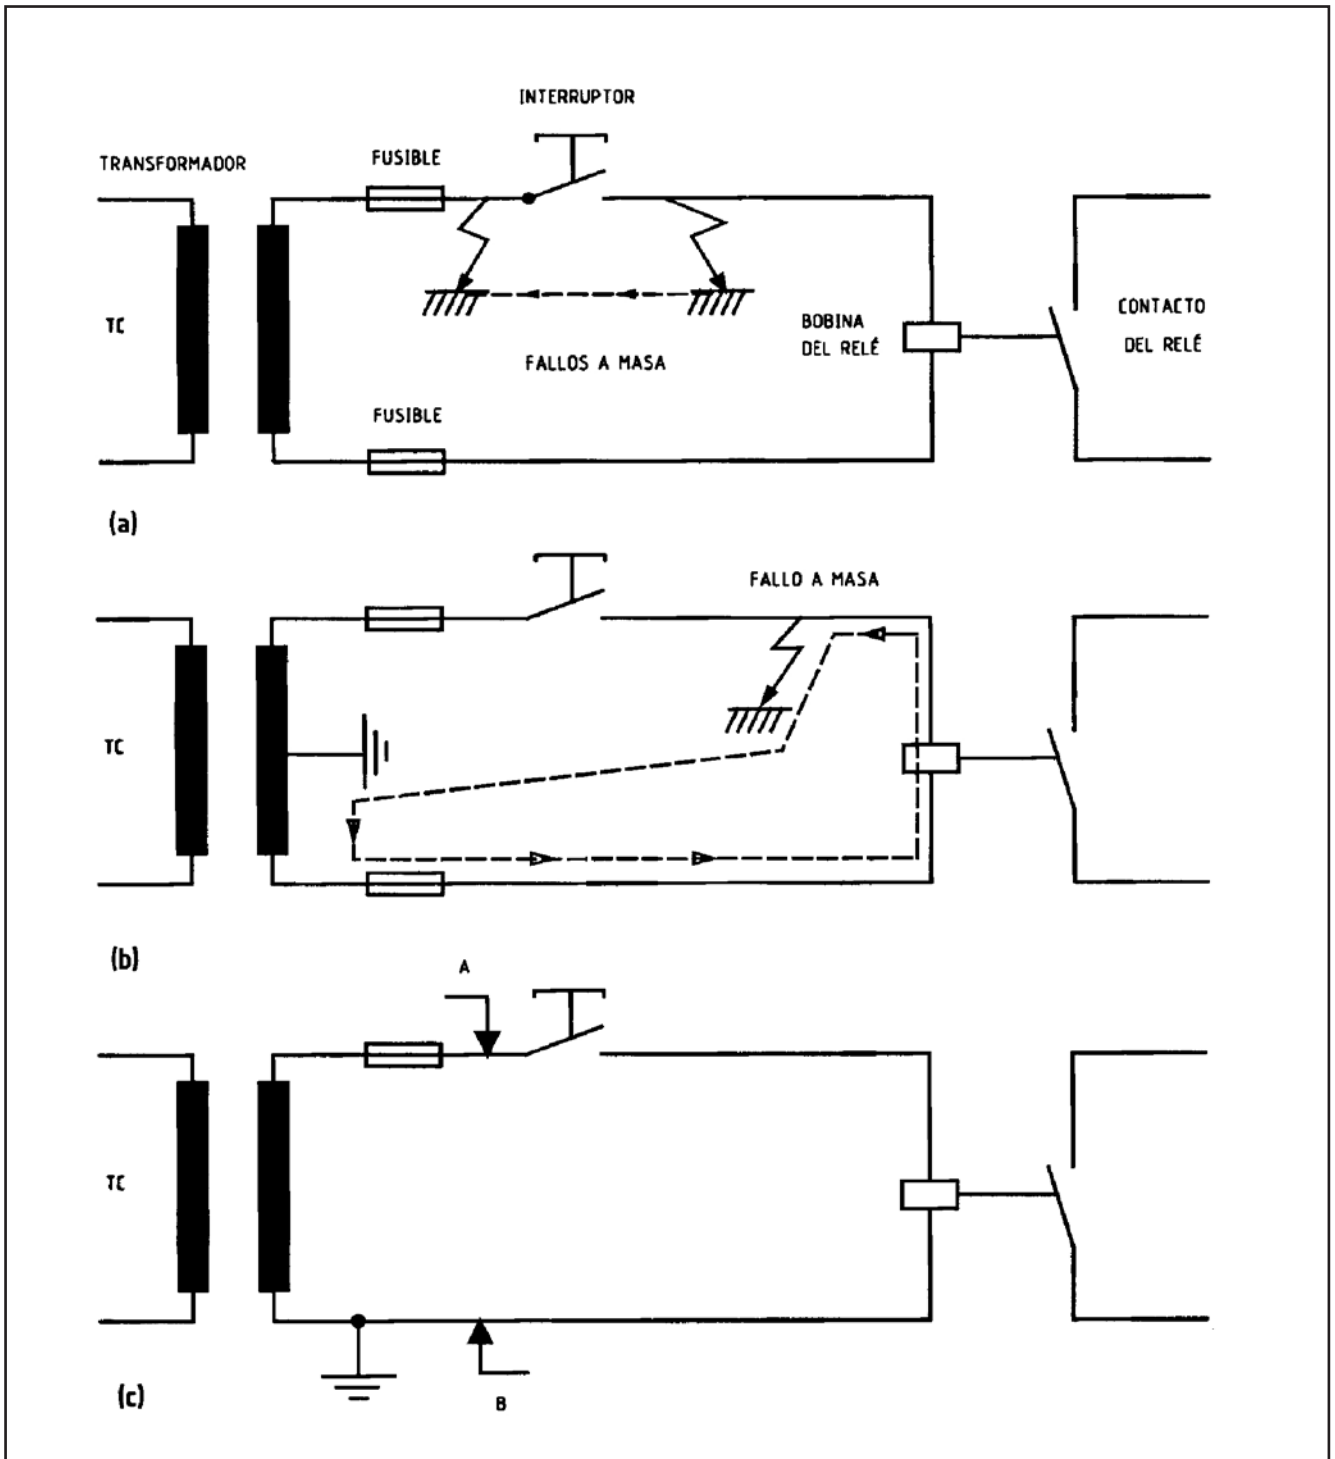 INTERRUPTOR
TRANSFORMADOR
FUSIBLE
TC
BOBINA
DEL RELÉ
CONTACTO
DEL RELÉ
FALLOS A MASA
FUSIBLE
(a)
FALLO A MASA
TC
(b)
A
TC
B
(c)